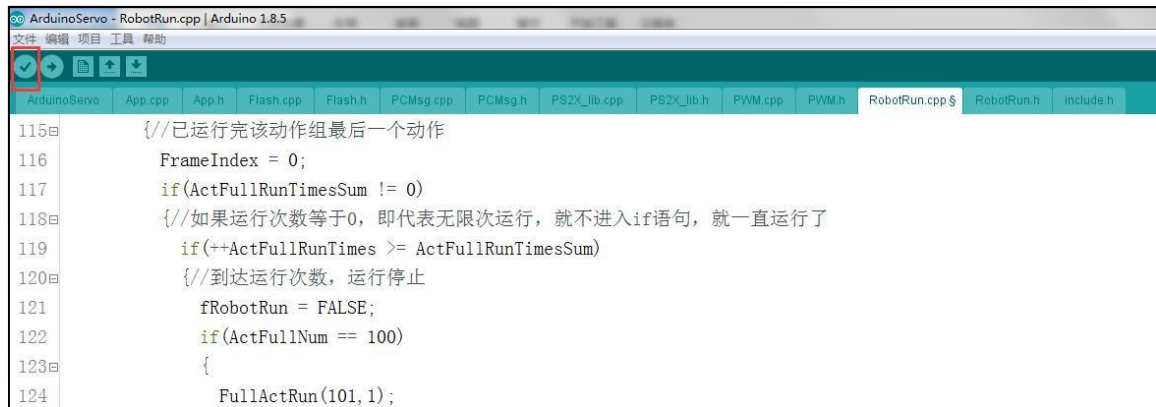 ArduinoServo - RobotRun.cpp | Arduino 1.8.5
文件 编辑 项目 工具 帮助
ArduinoServo App.cpp App.h Flash.cpp Flash.h PCMsg.cpp PCMsg.h PS2X_lib.cpp PS2X_lib.h PWM.cpp PWM.h RobotRun.cpp § RobotRun.h include.h
115 {//已运行完该动作组最后一个动作
116 FrameIndex = 0;
117 if(ActFullRunTimesSum != 0)
118 {//如果运行次数等于0，即代表无限次运行，就不进入if语句，就一直运行了
119 if(++ActFullRunTimes >= ActFullRunTimesSum)
120 {//到达运行次数，运行停止
121 fRobotRun = FALSE;
122 if(ActFullNum == 100)
123 {
124 FullActRun(101,1);